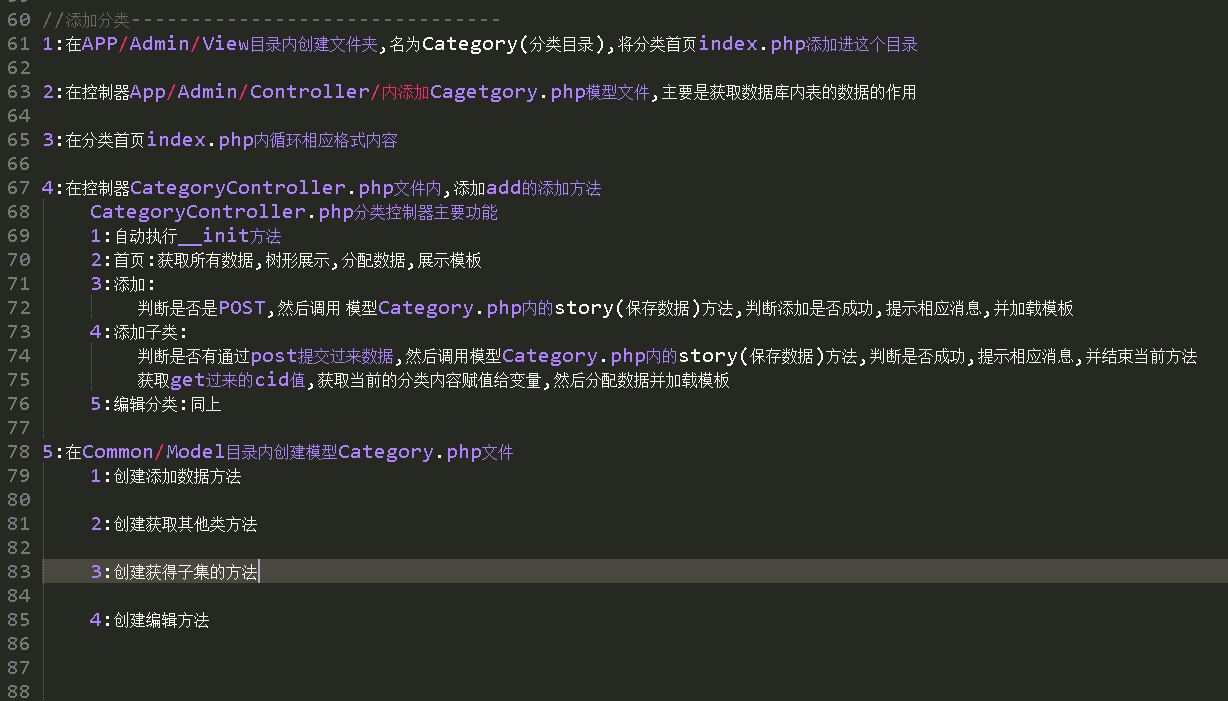 60 //添加分类-------------------------------
61 1:在APP/Admin/View目录内创建文件夹,名为Category(分类目录),将分类首页index.php添加进这个目录
62
63 2:在控制器App/Admin/Controller/内添加Cagetgory.php模型文件,主要是获取数据库内表的数据的作用
64
65 3:在分类首页index.php内循环相应格式内容
66
67 4:在控制器CategoryController.php文件内,添加add的添加方法
68 CategoryController.php分类控制器主要功能
69 1:自动执行__init方法
70 2:首页:获取所有数据,树形展示,分配数据,展示模板
71 3:添加:
72 判断是否是POST,然后调用 模型Category.php内的story(保存数据)方法,判断添加是否成功,提示相应消息,并加载模板
73 4:添加子类:
74 判断是否有通过post提交过来数据,然后调用模型Category.php内的story(保存数据)方法,判断是否成功,提示相应消息,并结束当前方法
75 获取get过来的cid值,获取当前的分类内容赋值给变量,然后分配数据并加载模板
76 5:编辑分类:同上
77
78 5:在Common/Model目录内创建模型Category.php文件
79 1:创建添加数据方法
80
81 2:创建获取其他类方法
82
83 3:创建获得子集的方法
84
85 4:创建编辑方法
86
87
88